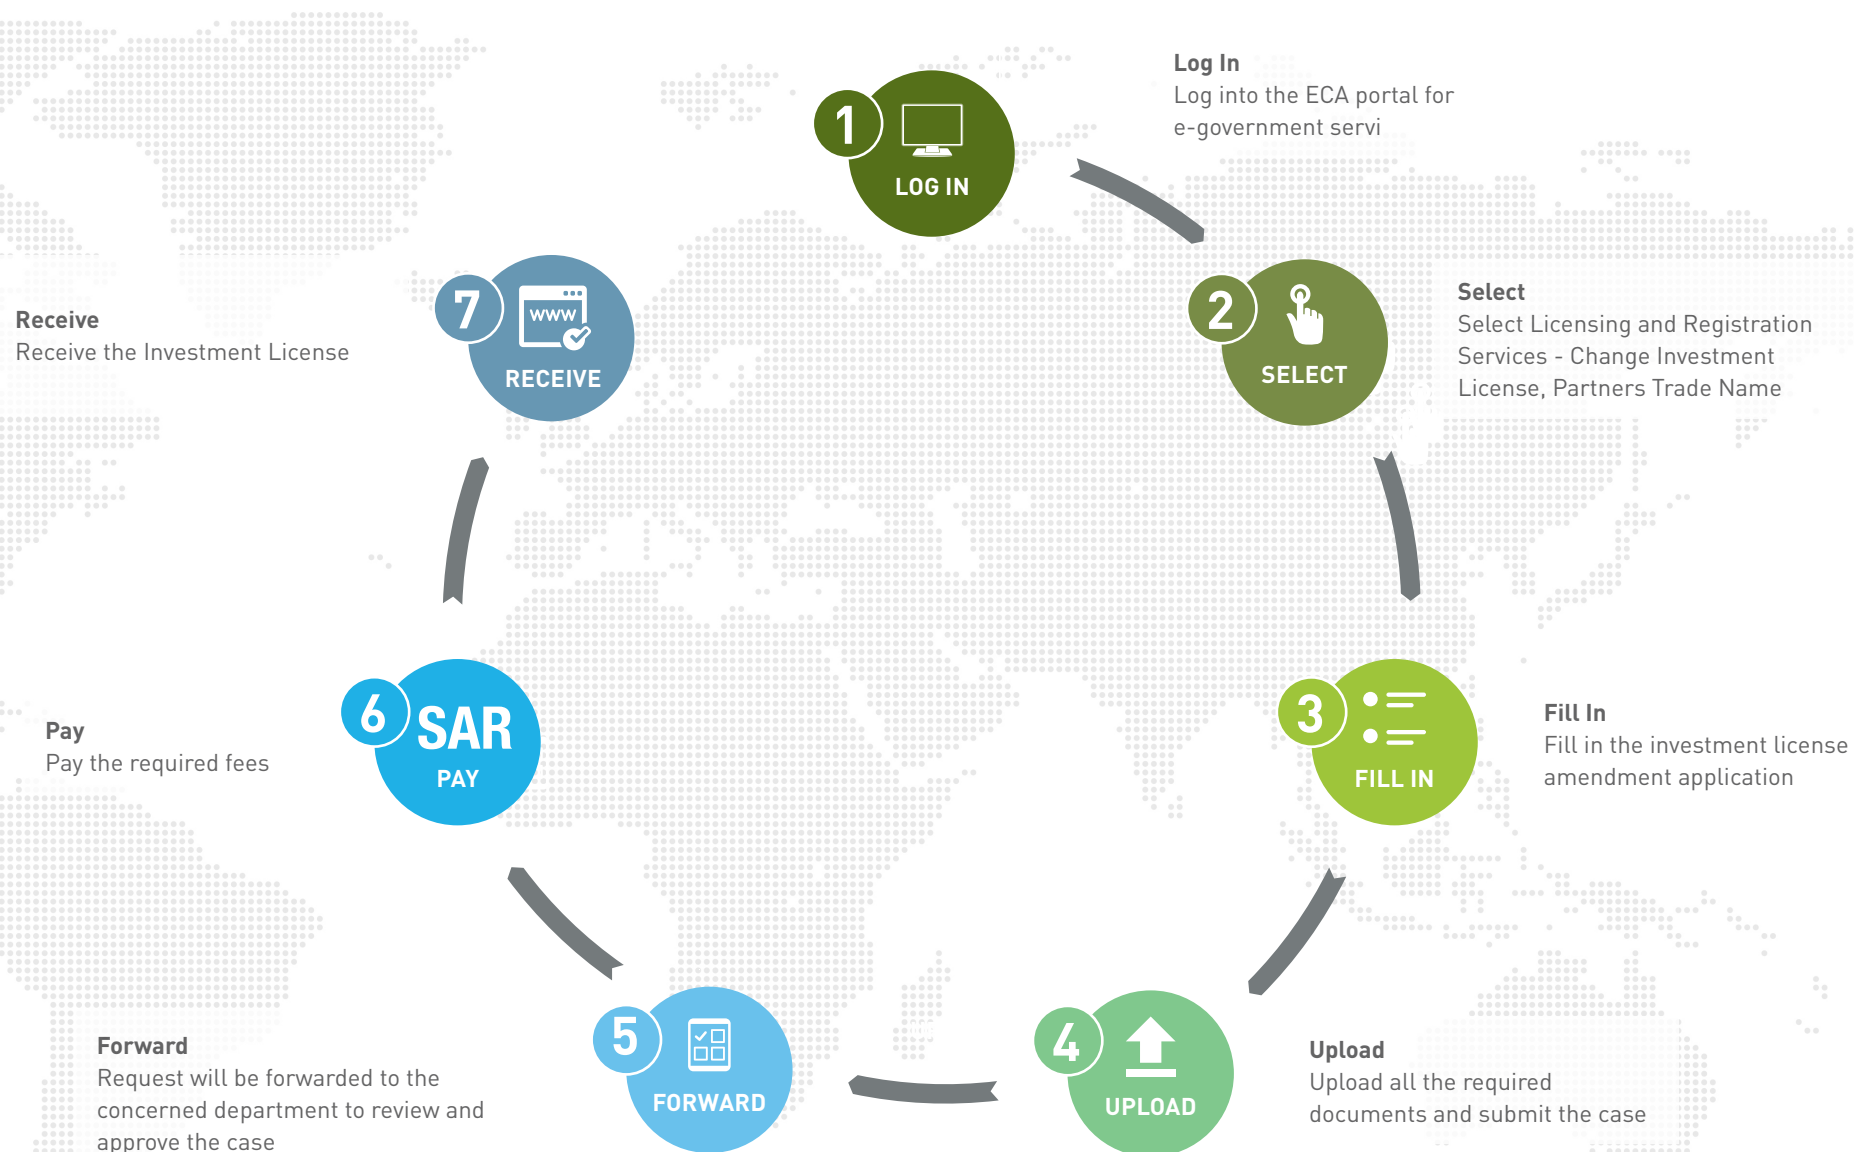 1
LOG IN
Log In
Log into the ECA portal for
e-government servi
2
SELECT
Select
Select Licensing and Registration
Services - Change Investment
License, Partners Trade Name
3
FILL IN
Fill In
Fill in the investment license
amendment application
4
UPLOAD
Upload
Upload all the required
documents and submit the case
5
FORWARD
Forward
Request will be forwarded to the
concerned department to review and
approve the case
6
SAR
PAY
Pay
Pay the required fees
7
WWW
RECEIVE
Receive
Receive the Investment License